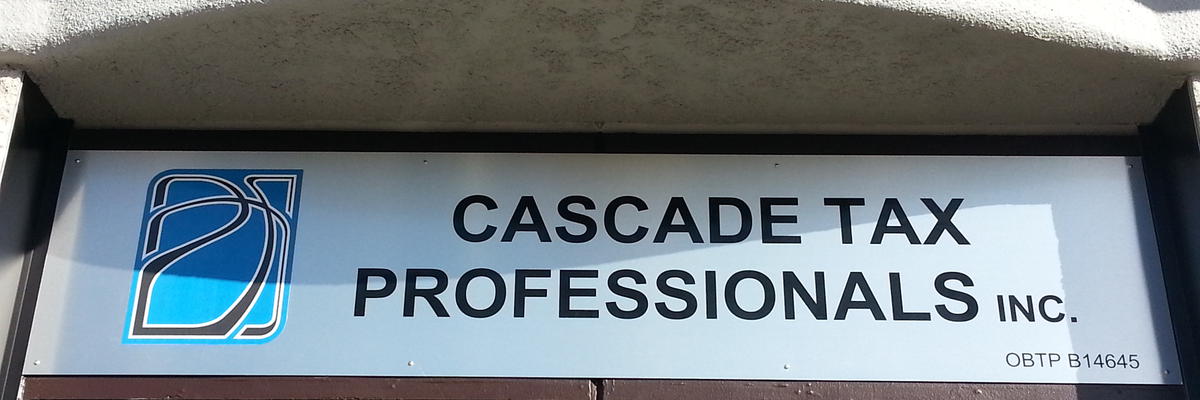 CASCADE TAX
PROFESSIONALS INC.
OBTP B14645